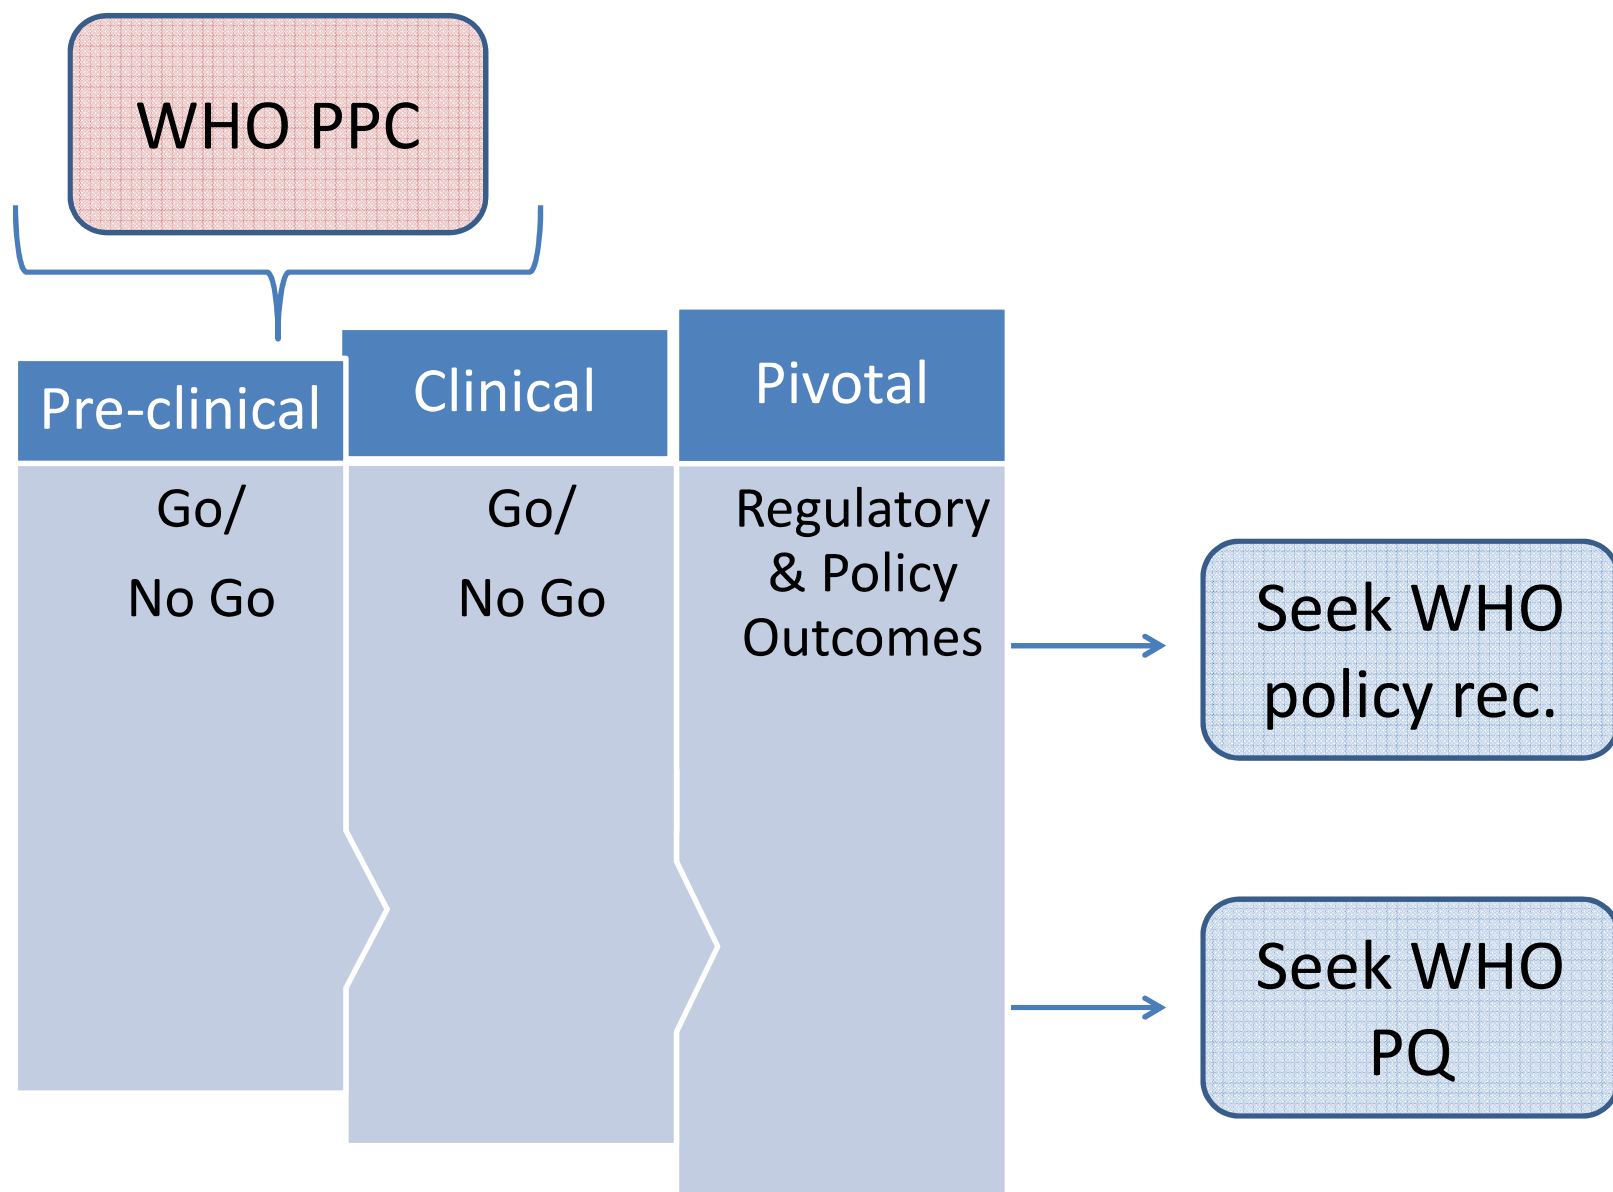 WHO PPC
Pre-clinical
Clinical
Pivotal
Go/
No Go
Go/
No Go
Regulatory
& Policy
Outcomes
Seek WHO
policy rec.
Seek WHO
PQ